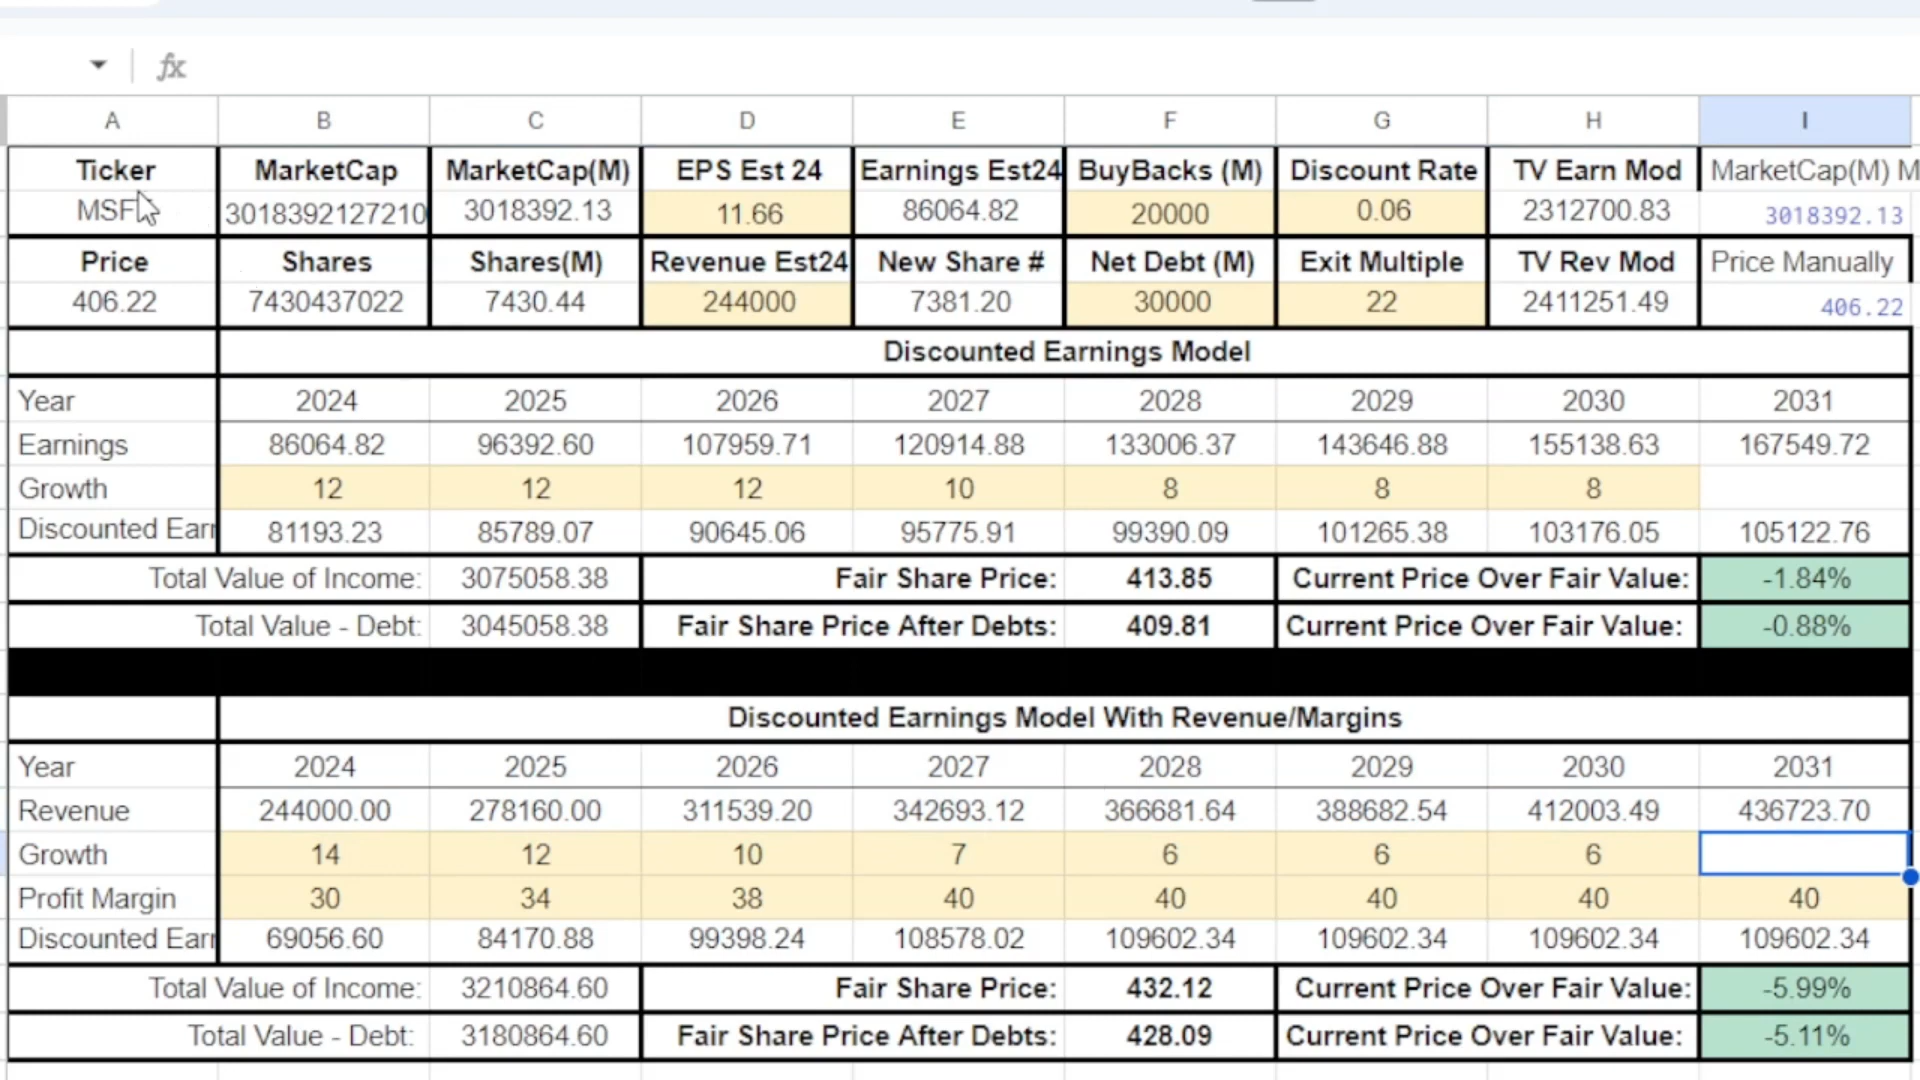 fx
A B C D E F G H I
Ticker MarketCap MarketCap(M) EPS Est 24 Earnings Est24 BuyBacks (M) Discount Rate TV Earn Mod MarketCap(M) M
MSF 3018392127210 3018392.13 11.66 86064.82 20000 0.06 2312700.83 3018392.13
Price Shares Shares(M) Revenue Est24 New Share # Net Debt (M) Exit Multiple TV Rev Mod Price Manually
406.22 7430437022 7430.44 244000 7381.20 30000 22 2411251.49 406.22
Discounted Earnings Model
Year 2024 2025 2026 2027 2028 2029 2030 2031
Earnings 86064.82 96392.60 107959.71 120914.88 133006.37 143646.88 155138.63 167549.72
Growth 12 12 12 10 8 8 8
Discounted Earr 81193.23 85789.07 90645.06 95775.91 99390.09 101265.38 103176.05 105122.76
Total Value of Income: 3075058.38 Fair Share Price: 413.85 Current Price Over Fair Value: -1.84%
Total Value - Debt: 3045058.38 Fair Share Price After Debts: 409.81 Current Price Over Fair Value: -0.88%
Discounted Earnings Model With Revenue/Margins
Year 2024 2025 2026 2027 2028 2029 2030 2031
Revenue 244000.00 278160.00 311539.20 342693.12 366681.64 388682.54 412003.49 436723.70
Growth 14 12 10 7 6 6 6
Profit Margin 30 34 38 40 40 40 40 40
Discounted Earr 69056.60 84170.88 99398.24 108578.02 109602.34 109602.34 109602.34 109602.34
Total Value of Income: 3210864.60 Fair Share Price: 432.12 Current Price Over Fair Value: -5.99%
Total Value - Debt: 3180864.60 Fair Share Price After Debts: 428.09 Current Price Over Fair Value: -5.11%